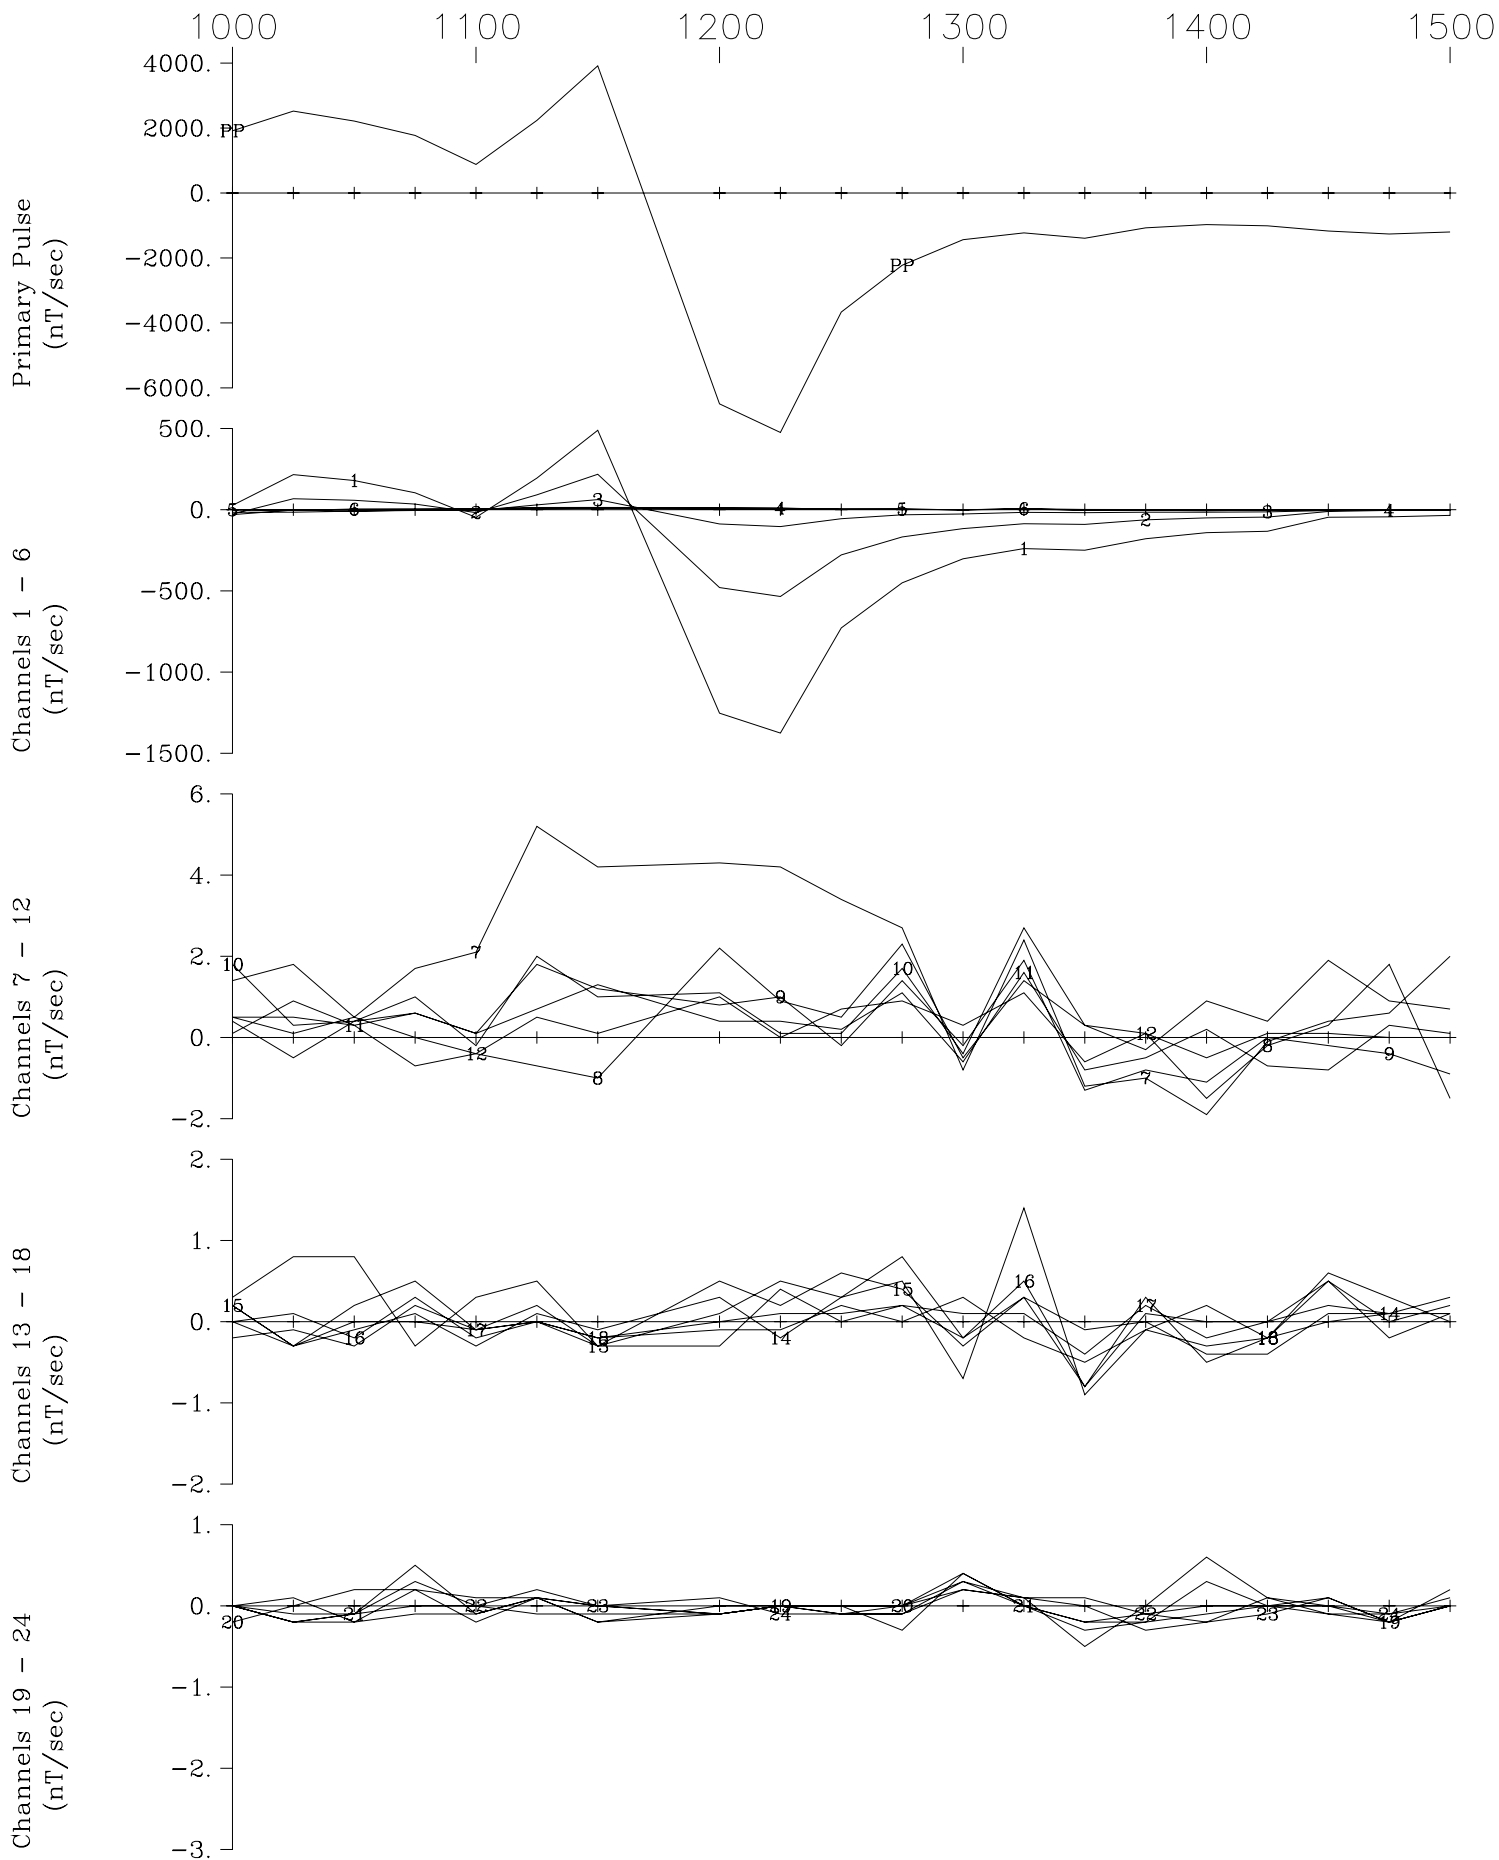 1000 1100 1200 1300 1400 1500
Primary Pulse
(nT/sec)
4000.
2000.
0.
-2000.
-4000.
-6000.
PP
PP
Channels 1 - 6
(nT/sec)
500.
0.
-500.
-1000.
-1500.
1
3
5 6 2 4 5 6 2 3 4
1
Channels 7 - 12
(nT/sec)
6.
4.
2.
0.
-2.
7
10 9 10 11
11 12 8 12 7 8 9
Channels 13 - 18
(nT/sec)
2.
1.
0.
-1.
-2.
15 15 16
16 17 18 14 17 18 14
15
Channels 19 - 24
(nT/sec)
1.
0.
-1.
-2.
-3.
20 21 22 23 19 20 21 22 23 24
24 19